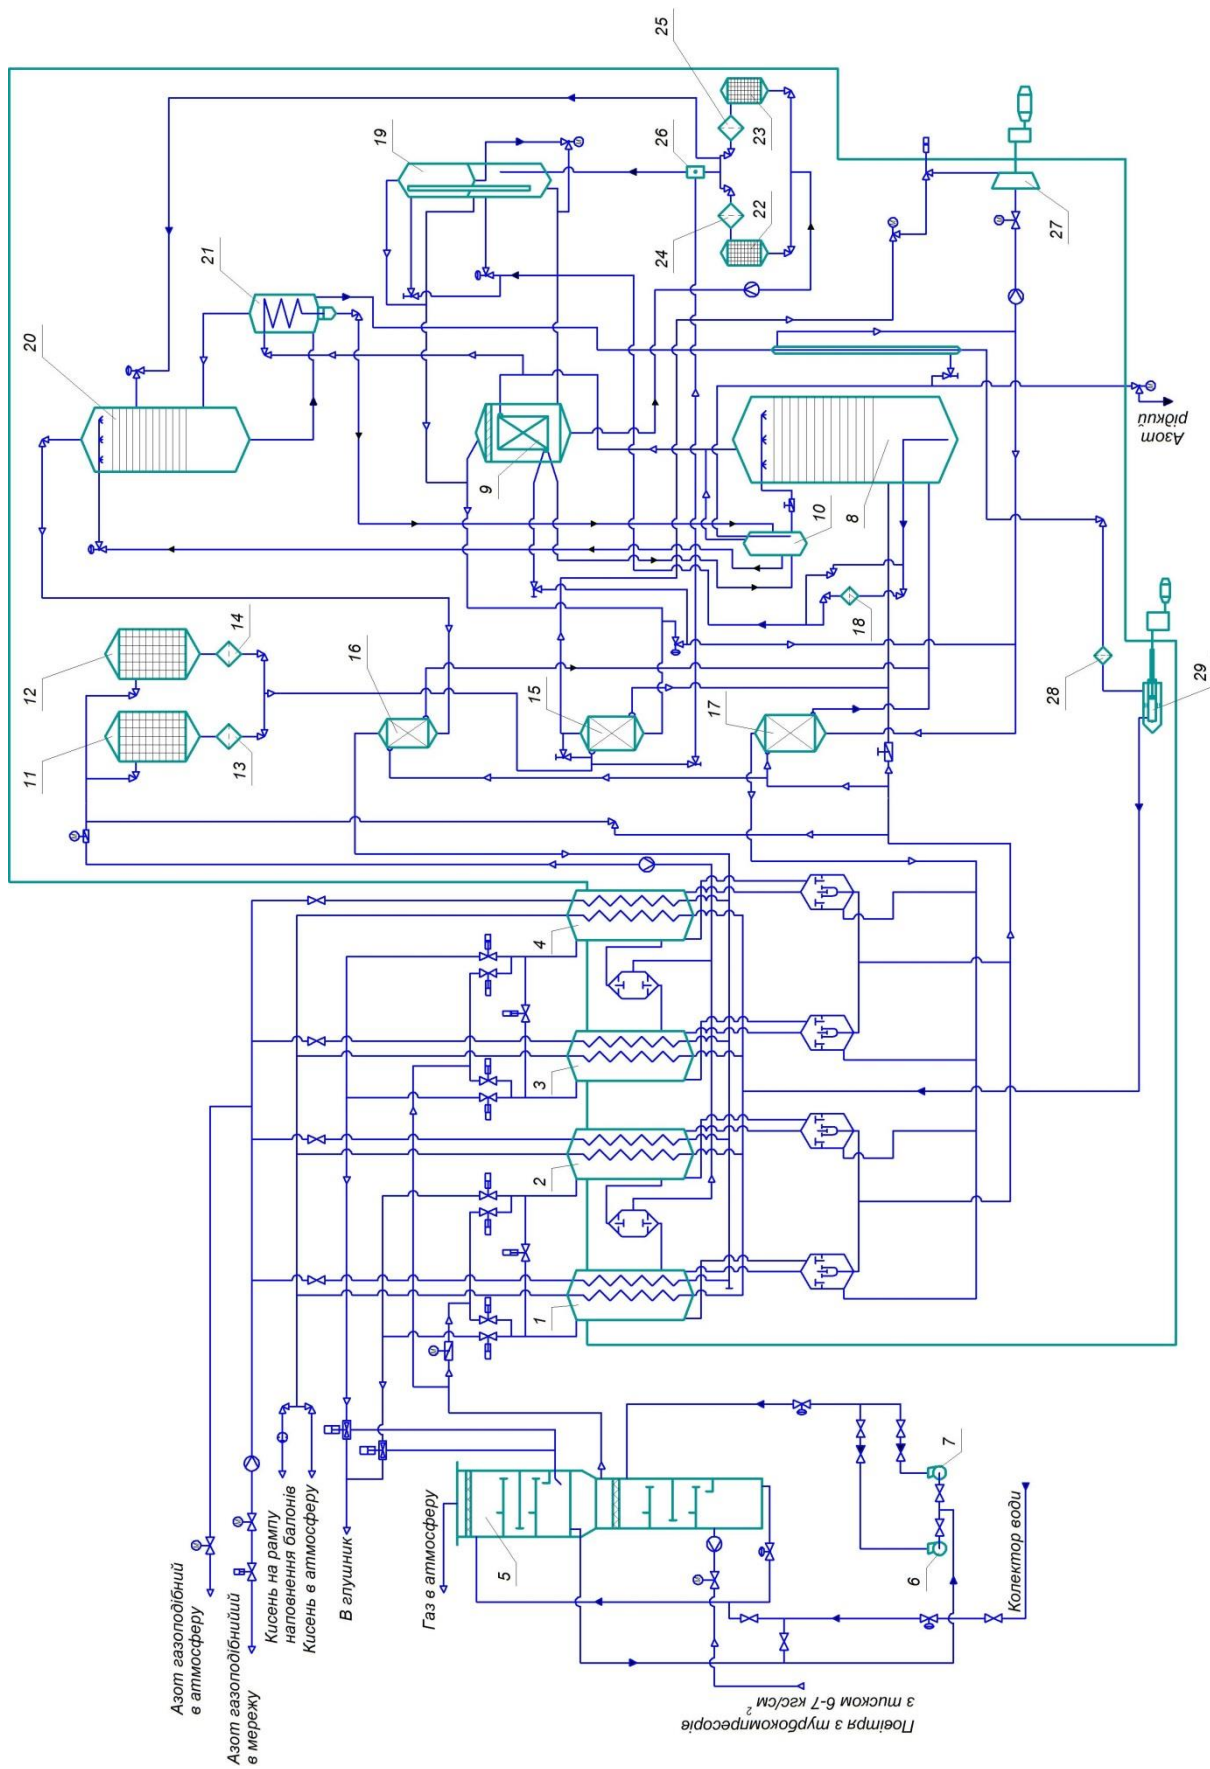 Азот газоподібний
в атмосферу
Азот газоподібниий
в мережу
Кисень на рампу
наповнення балонів
Кисень в атмосферу
В глушник
Газ в атмосферу
5
Повітря з турбокомпресорів
з тиском 6-7 кгс/см²
6
7
Колектор води
1
2
3
4
11
12
13
14
16
15
17
20
21
19
9
10
8
18
24
22
26
25
23
27
28
29
Азот
рідкий